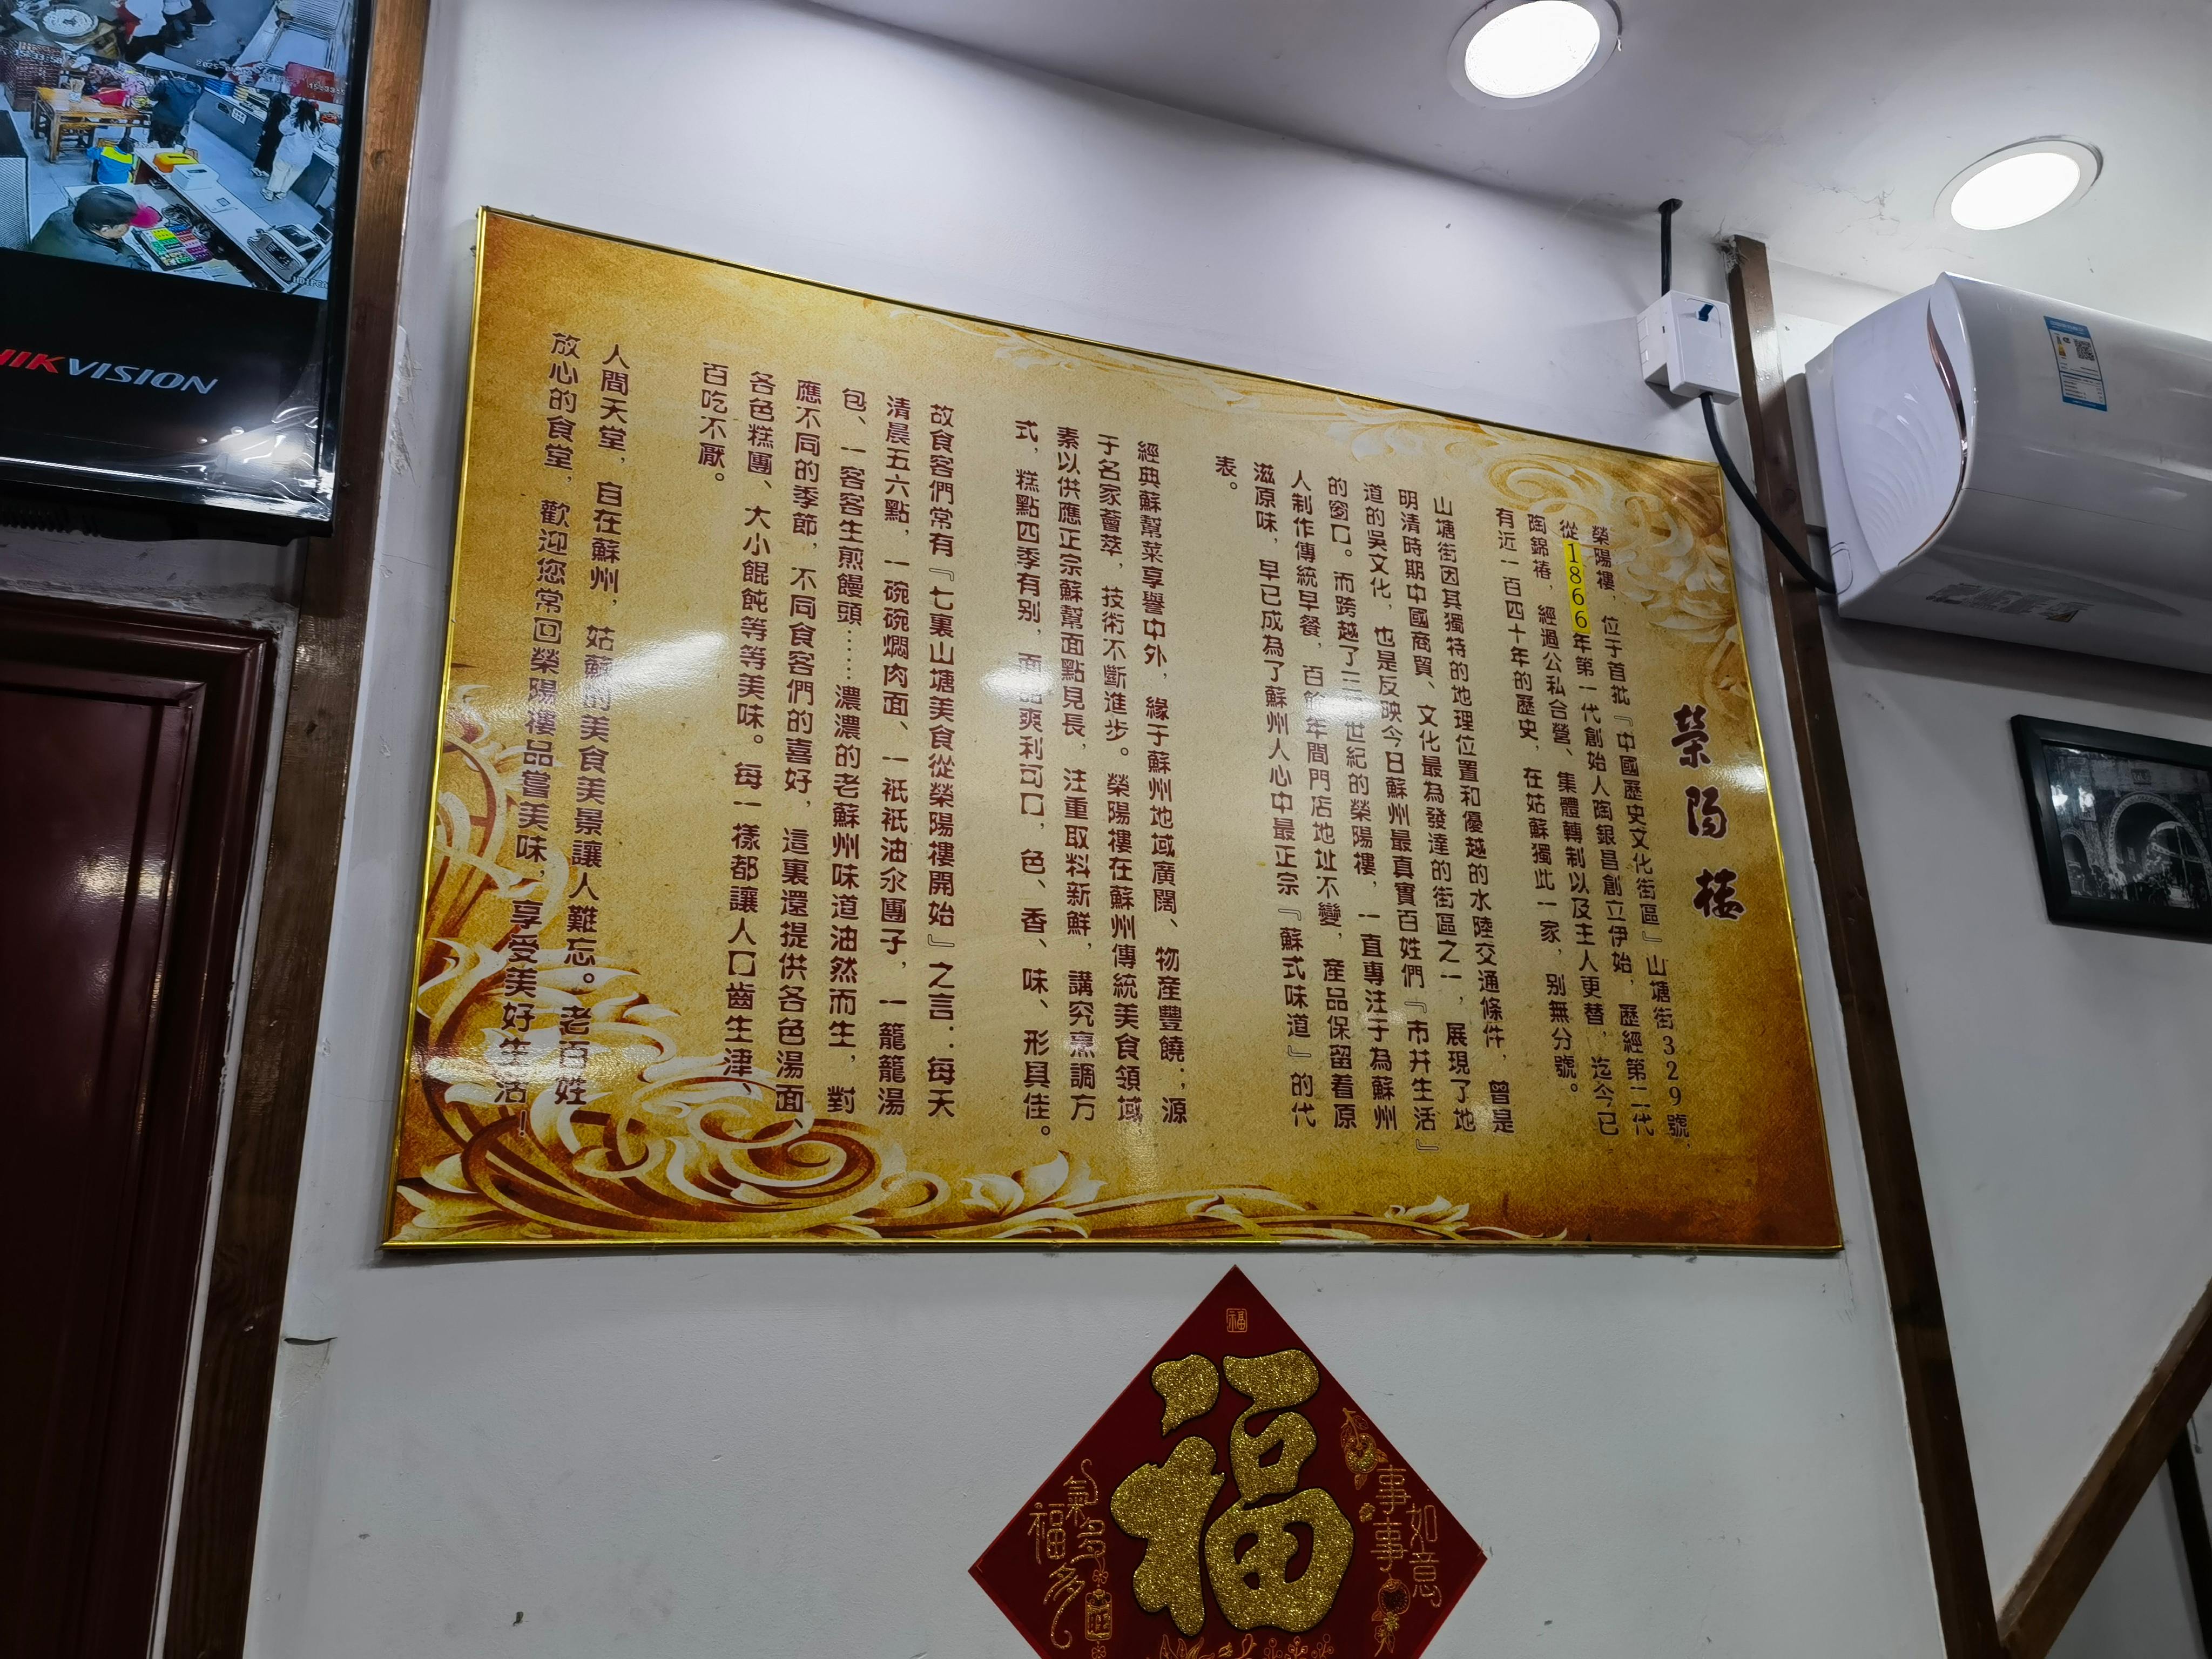 榮陽樓
榮陽樓，位于首批『中國歷史文化街區』山塘街329號，
從1866年第一代創始人陶銀昌創立伊始，歷經第二代
陶錦椿，經過公私合營、集體轉制以及主人更替，迄今已
有近一百四十年的歷史，在姑蘇獨此一家，别無分號。
山塘街因其獨特的地理位置和優越的水陸交通條件，曾是
明清時期中國商貿、文化最為發達的街區之一，展現了地
道的吳文化，也是反映今日蘇州最真實百姓們『市井生活』
的窗口。而跨越了三個世紀的榮陽樓，一直專注于為蘇州
人制作傳統早餐，百餘年間門店地址不變，産品保留着原
滋原味，早已成為了蘇州人心中最正宗『蘇式味道』的代
表。
經典蘇幫菜享譽中外，緣于蘇州地域廣闊、物産豐饒；源
于名家薈萃，技術不斷進步。榮陽樓在蘇州傳統美食領域
素以供應正宗蘇幫面點見長，注重取料新鮮，講究烹調方
式，糕點四季有别，面點爽利可口，色、香、味、形具佳。
故食客們常有『七裏山塘美食從榮陽樓開始』之言：每天
清晨五六點，一碗碗燜肉面、一衹衹油氽團子，一籠籠湯
包、一客客生煎饅頭……濃濃的老蘇州味道油然而生，對
應不同的季節，不同食客們的喜好，這裏還提供各色湯面、
各色糕團、大小餛飩等等美味。每一樣都讓人口齒生津、
百吃不厭。
人間天堂，自在蘇州，姑蘇的美食美景讓人難忘。老百姓
放心的食堂，歡迎您常回榮陽樓品嘗美味，享受美好生活！
HIKVISION
福
福
事事如意
福氣多多
旺